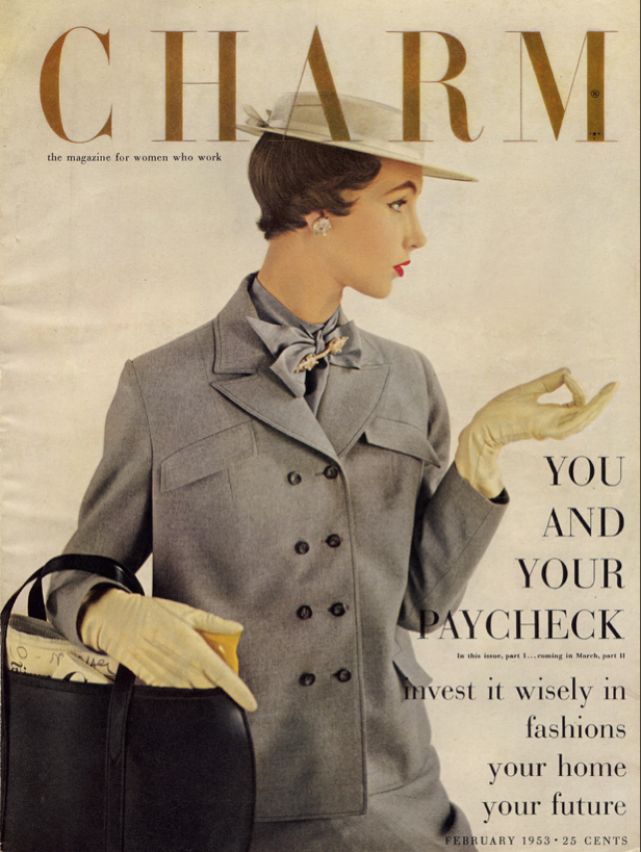 CHARM
®
the magazine for women who work
YOU
AND
YOUR
PAYCHECK
In this issue, part I...coming in March, part II
invest it wisely in
fashions
your home
your future
FEBRUARY 1953 • 25 CENTS